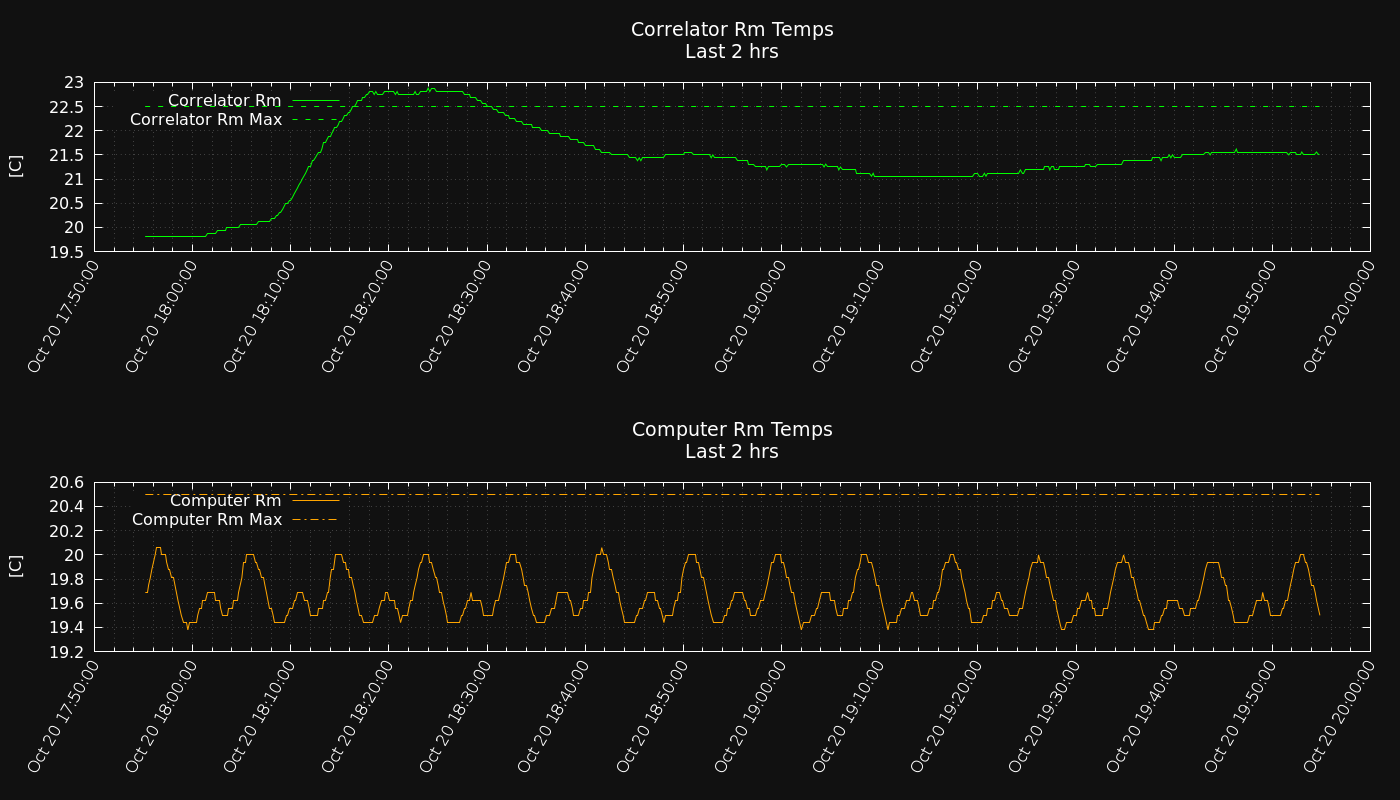 Correlator Rm Temps
Last 2 hrs
23
22.5
22
21.5
21
20.5
20
19.5
[C]
Correlator Rm
Correlator Rm Max
Oct 20 17:50:00
Oct 20 18:00:00
Oct 20 18:10:00
Oct 20 18:20:00
Oct 20 18:30:00
Oct 20 18:40:00
Oct 20 18:50:00
Oct 20 19:00:00
Oct 20 19:10:00
Oct 20 19:20:00
Oct 20 19:30:00
Oct 20 19:40:00
Oct 20 19:50:00
Oct 20 20:00:00
Computer Rm Temps
Last 2 hrs
20.6
20.4
20.2
20
19.8
19.6
19.4
19.2
[C]
Computer Rm
Computer Rm Max
Oct 20 17:50:00
Oct 20 18:00:00
Oct 20 18:10:00
Oct 20 18:20:00
Oct 20 18:30:00
Oct 20 18:40:00
Oct 20 18:50:00
Oct 20 19:00:00
Oct 20 19:10:00
Oct 20 19:20:00
Oct 20 19:30:00
Oct 20 19:40:00
Oct 20 19:50:00
Oct 20 20:00:00